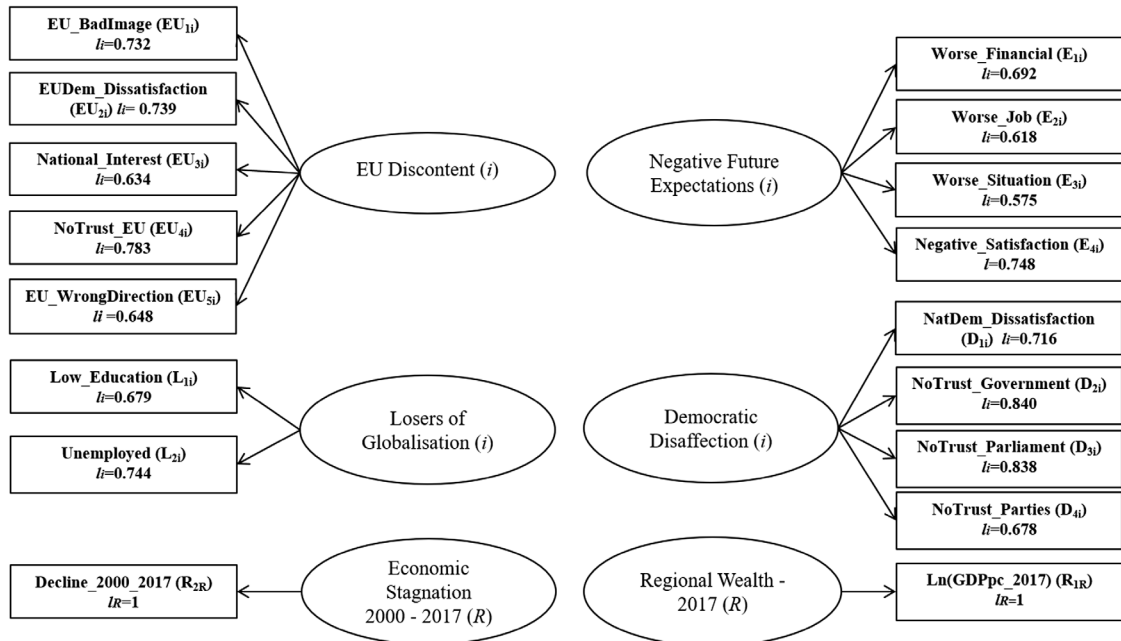 EU_BadImage (EU1i)
li=0.732
EUDem_Dissatisfaction
(EU2i) li= 0.739
National_Interest (EU3i)
li=0.634
NoTrust_EU (EU4i)
li=0.783
EU_WrongDirection (EU5i)
li =0.648
EU Discontent (i)
Negative Future
Expectations (i)
Worse_Financial (E1i)
li=0.692
Worse_Job (E2i)
li=0.618
Worse_Situation (E3i)
li=0.575
Negative_Satisfaction (E4i)
l=0.748
Low_Education (L1i)
li=0.679
Unemployed (L2i)
li=0.744
Losers of
Globalisation (i)
Democratic
Disaffection (i)
NatDem_Dissatisfaction
(D1i) li=0.716
NoTrust_Government (D2i)
li=0.840
NoTrust_Parliament (D3i)
li=0.838
NoTrust_Parties (D4i)
li=0.678
Decline_2000_2017 (R2R)
lR=1
Economic
Stagnation
2000 - 2017 (R)
Regional Wealth -
2017 (R)
Ln(GDPpc_2017) (R1R)
lR=1